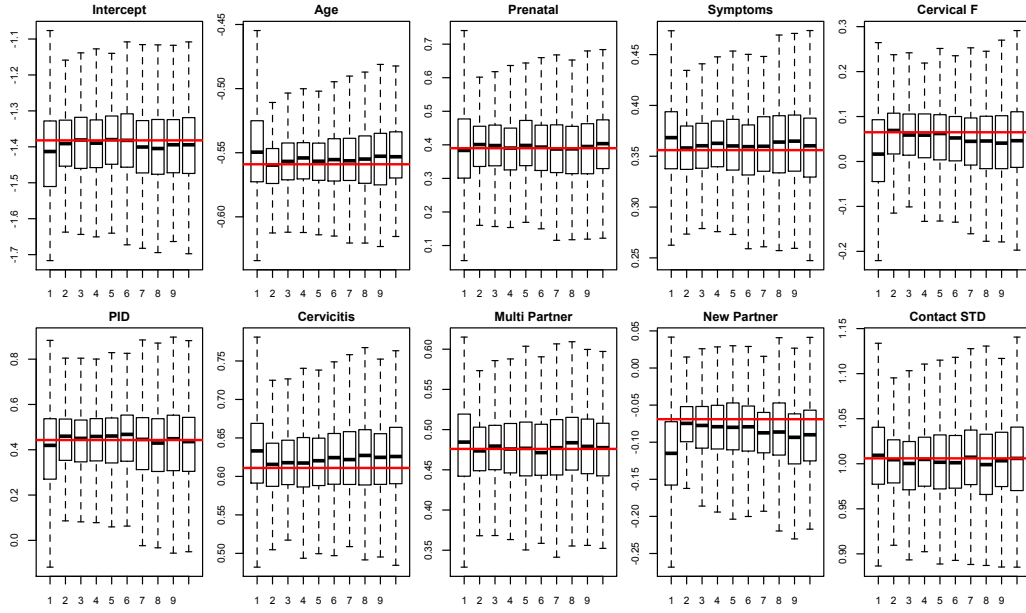 Intercept
-1.1
-1.2
-1.3
-1.4
-1.5
-1.6
-1.7
1 2 3 4 5 6 7 8 9
Age
-0.45
-0.50
-0.55
-0.60
1 2 3 4 5 6 7 8 9
Prenatal
0.7
0.6
0.5
0.4
0.3
0.2
0.1
1 2 3 4 5 6 7 8 9
Symptoms
0.45
0.40
0.35
0.30
0.25
1 2 3 4 5 6 7 8 9
Cervical F
0.3
0.2
0.1
0.0
-0.1
-0.2
1 2 3 4 5 6 7 8 9
PID
0.8
0.6
0.4
0.2
0.0
1 2 3 4 5 6 7 8 9
Cervicitis
0.75
0.70
0.65
0.60
0.55
0.50
1 2 3 4 5 6 7 8 9
Multi Partner
0.60
0.55
0.50
0.45
0.40
0.35
1 2 3 4 5 6 7 8 9
New Partner
0.05
0.00
-0.05
-0.10
-0.15
-0.20
-0.25
1 2 3 4 5 6 7 8 9
Contact STD
1.15
1.10
1.05
1.00
0.95
0.90
1 2 3 4 5 6 7 8 9